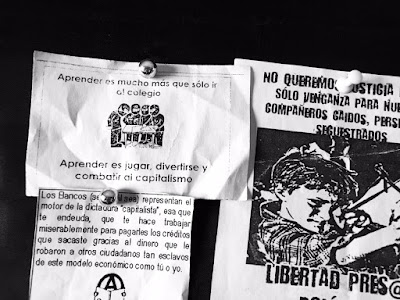 Aprender es mucho más que sólo ir
al colegio
Aprender es jugar, divertirse y
combatir al capitalismo
Los Bancos representan el
motor de la dictadura "capitalista", esa que
te endeuda, que te hace trabajar
miserablemente para pagarles los créditos
que sacaste gracias al dinero que le
robaron a otros ciudadanos tan esclavos
de este modelo económico como tú o yo.
NO QUEREMOS JUSTICIA
SÓLO VENGANZA PARA
COMPAÑEROS CAIDOS,
SECUESTRADOS
LIBERTAD PRES@